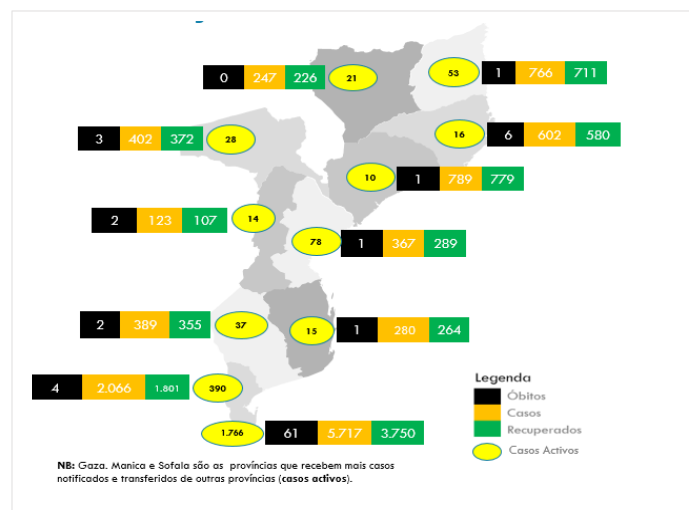 0 247 226 21
53 1 766 711
3 402 372 28
16 6 602 580
10 1 789 779
2 123 107 14
78 1 367 289
2 389 355 37
15 1 280 264
4 2.066 1.801 390
1.766 61 5.717 3.750
Legenda
Óbitos
Casos
Recuperados
Casos Activos
NB: Gaza. Manica e Sofala são as províncias que recebem mais casos
notificados e transferidos de outras províncias (casos activos).